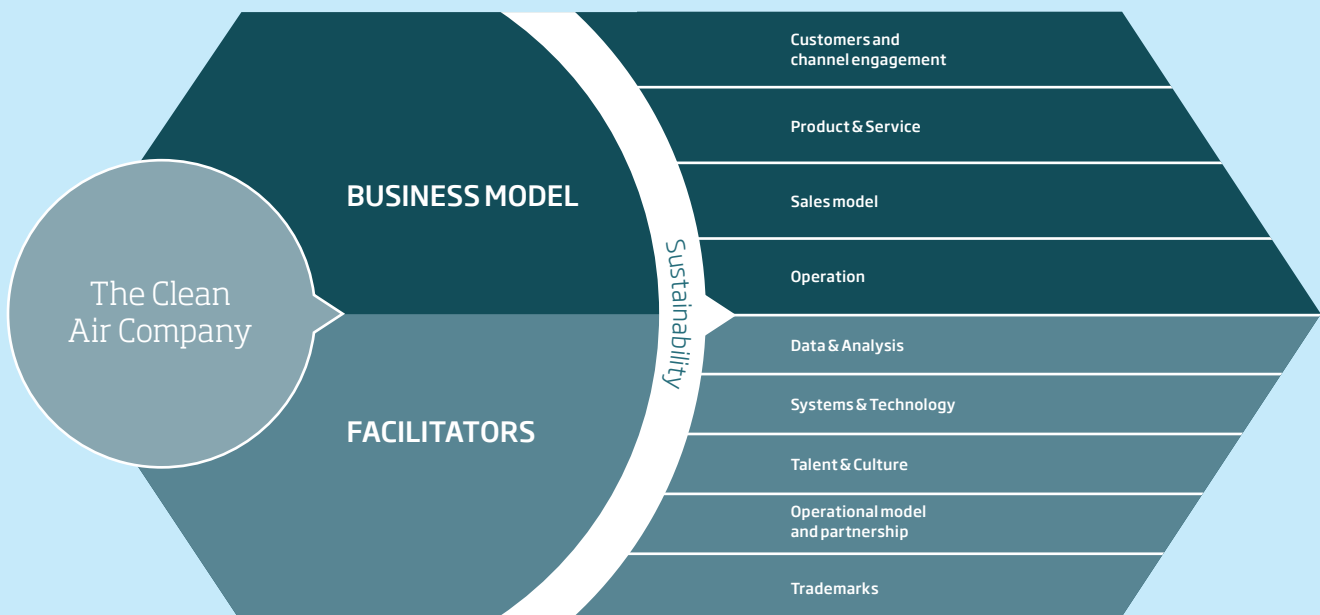 The Clean
Air Company
BUSINESS MODEL
FACILITATORS
Sustainability
Customers and
channel engagement
Product & Service
Sales model
Operation
Data & Analysis
Systems & Technology
Talent & Culture
Operational model
and partnership
Trademarks